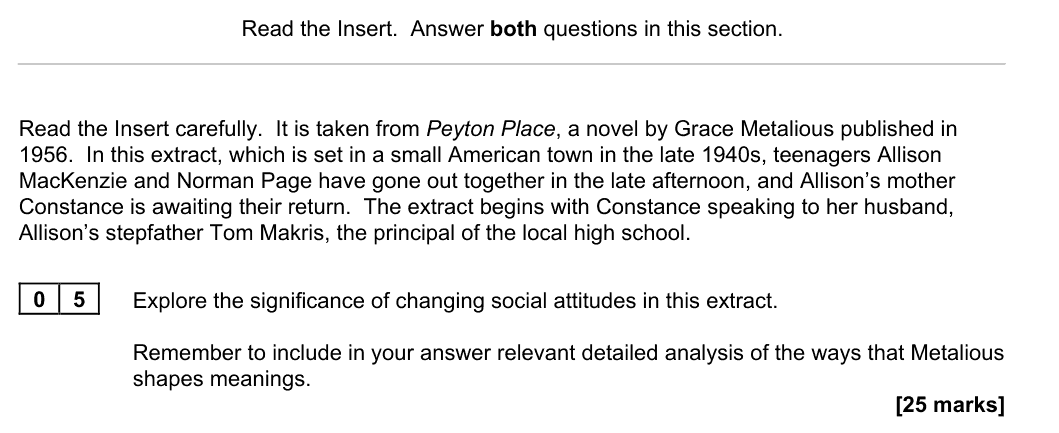 Read the Insert.  Answer both questions in this section.
Read the Insert carefully.  It is taken from Peyton Place, a novel by Grace Metalious published in
1956.  In this extract, which is set in a small American town in the late 1940s, teenagers Allison
MacKenzie and Norman Page have gone out together in the late afternoon, and Allison’s mother
Constance is awaiting their return.  The extract begins with Constance speaking to her husband,
Allison’s stepfather Tom Makris, the principal of the local high school.
0 5 Explore the significance of changing social attitudes in this extract.
Remember to include in your answer relevant detailed analysis of the ways that Metalious
shapes meanings.
[25 marks]